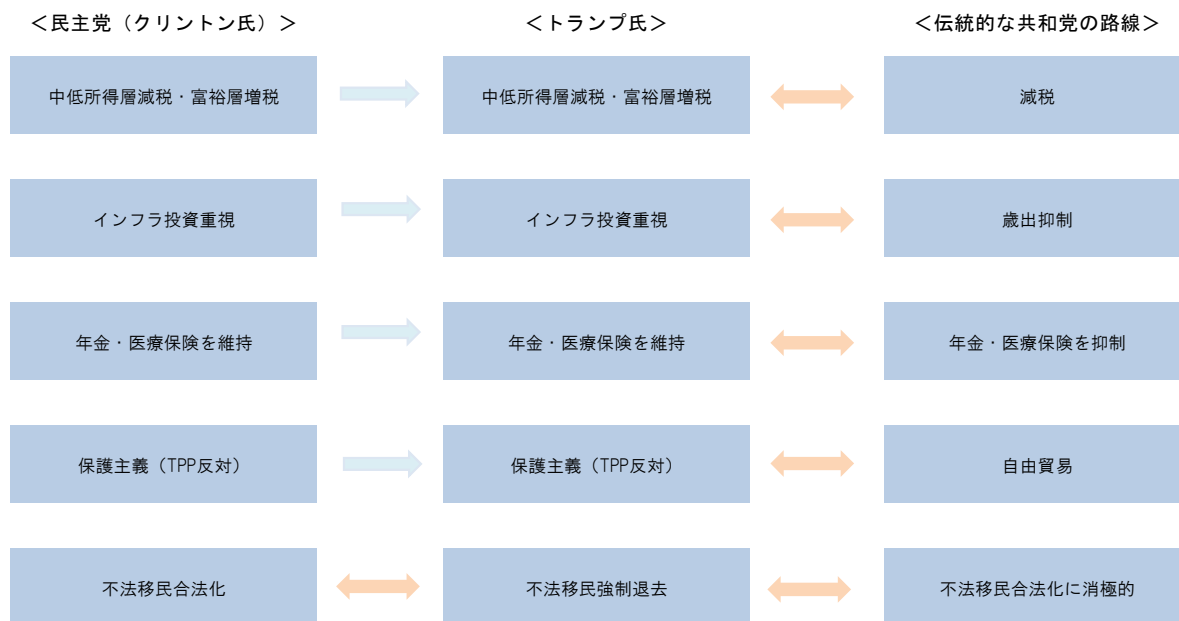 ＜民主党（クリントン氏）＞
＜トランプ氏＞
＜伝統的な共和党の路線＞
中低所得層減税・富裕層増税
中低所得層減税・富裕層増税
減税
インフラ投資重視
インフラ投資重視
歳出抑制
年金・医療保険を維持
年金・医療保険を維持
年金・医療保険を抑制
保護主義（TPP反対）
保護主義（TPP反対）
自由貿易
不法移民合法化
不法移民強制退去
不法移民合法化に消極的